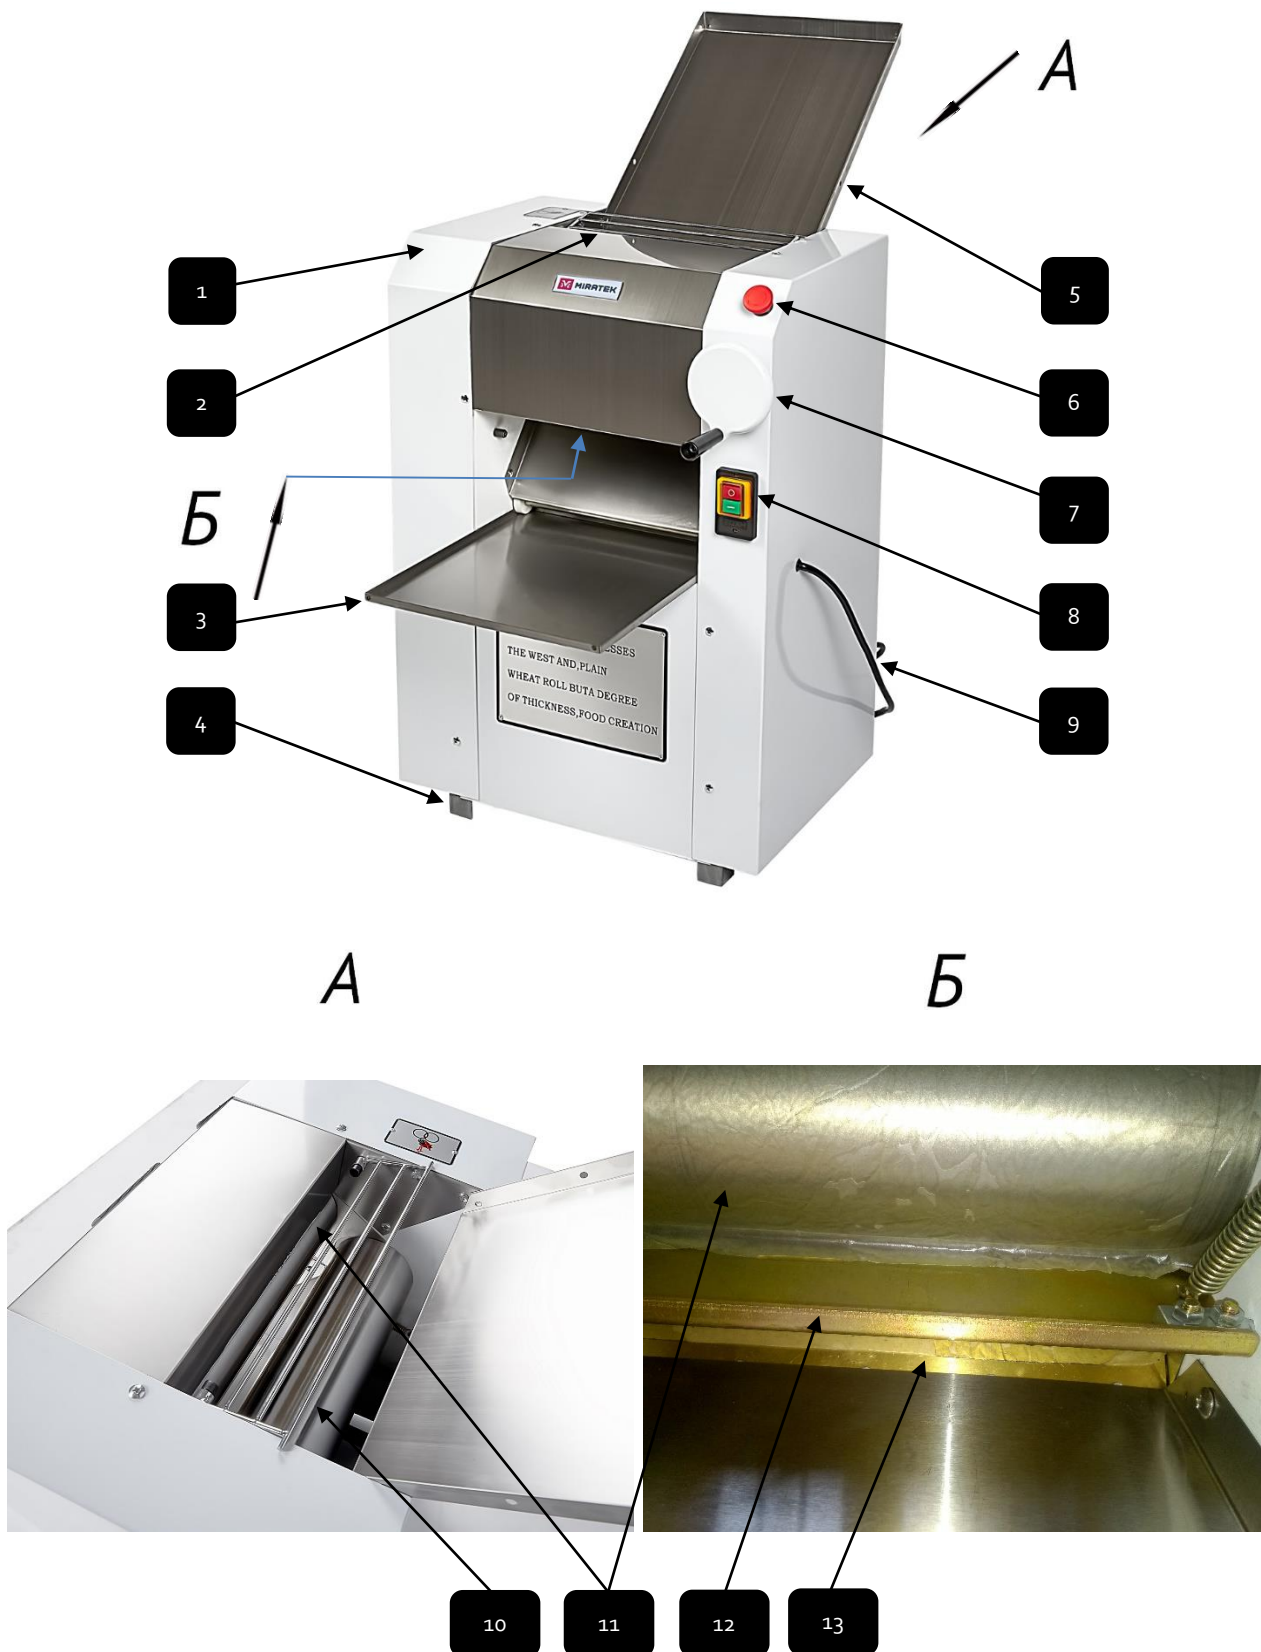 А
1
MIRATEK
5
2
6
Б
7
3
ESSES
THE WEST AND,PLAIN
WHEAT ROLL BUTA DEGREE
OF THICKNESS,FOOD CREATION
8
4
9
А
Б
10
11
12
13